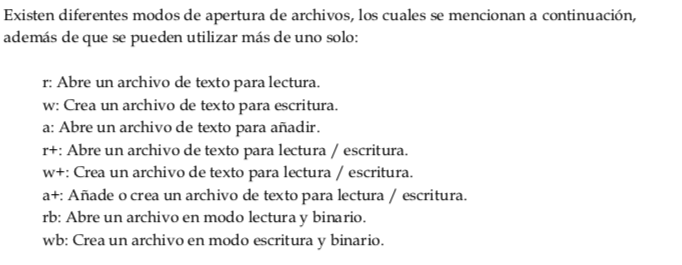 Existen diferentes modos de apertura de archivos, los cuales se mencionan a continuación,
además de que se pueden utilizar más de uno solo:
r: Abre un archivo de texto para lectura.
w: Crea un archivo de texto para escritura.
a: Abre un archivo de texto para añadir.
r+: Abre un archivo de texto para lectura / escritura.
w+: Crea un archivo de texto para lectura / escritura.
a+: Añade o crea un archivo de texto para lectura / escritura.
rb: Abre un archivo en modo lectura y binario.
wb: Crea un archivo en modo escritura y binario.